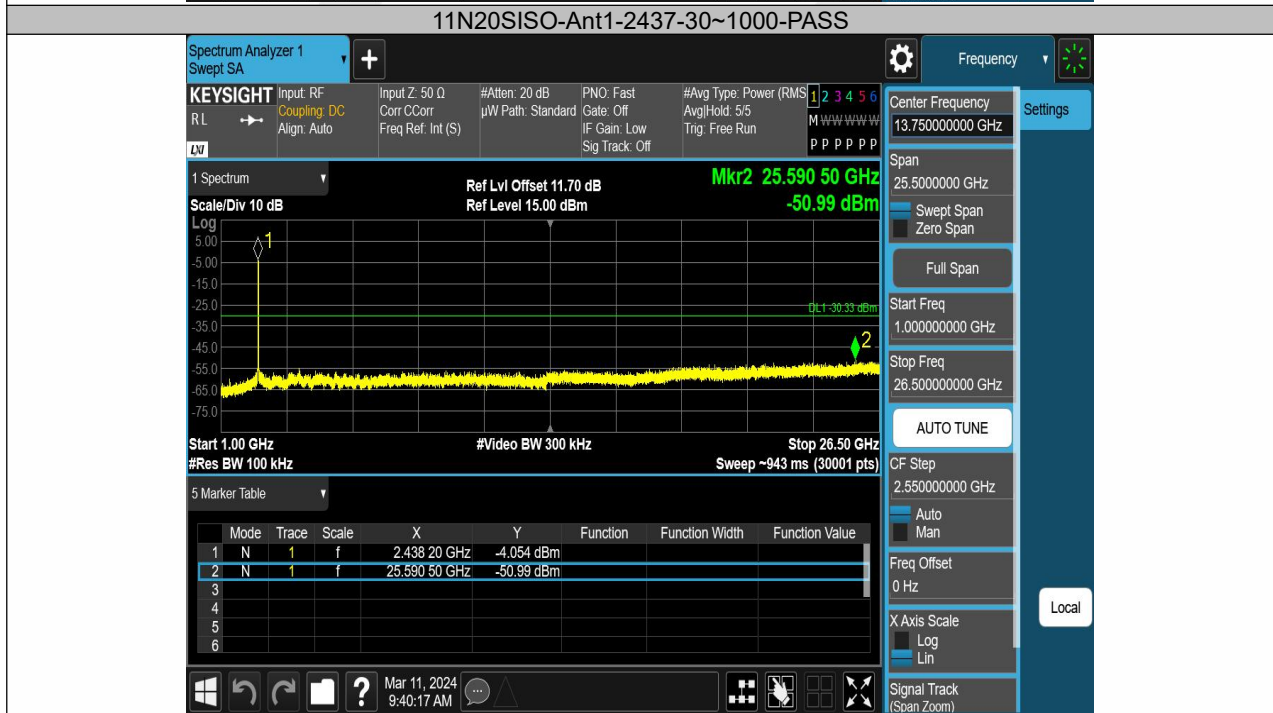 11N20SISO-Ant1-2437-30~1000-PASS
Spectrum Analyzer 1
Swept SA
+
Frequency
KEYSIGHT
RL
LXI
Input: RF
Coupling: DC
Align: Auto
Input Z: 50 Ω
Corr CCorr
Freq Ref: Int (S)
#Atten: 20 dB
µW Path: Standard
PNO: Fast
Gate: Off
IF Gain: Low
Sig Track: Off
#Avg Type: Power (RMS
Avg|Hold: 5/5
Trig: Free Run
1 2 3 4 5 6
M W W W W W
P P P P P P
1 Spectrum
Scale/Div 10 dB
Ref Lvl Offset 11.70 dB
Ref Level 15.00 dBm
Mkr2 25.590 50 GHz
-50.99 dBm
Log
5.00
-5.00
-15.0
-25.0
-35.0
-45.0
-55.0
-65.0
-75.0
1
DL1 -30.33 dBm
2
Start 1.00 GHz
#Video BW 300 kHz
Stop 26.50 GHz
#Res BW 100 kHz
Sweep ~943 ms (30001 pts)
5 Marker Table
Mode Trace Scale X Y Function Function Width Function Value
1 N 1 f 2.438 20 GHz -4.054 dBm
2 N 1 f 25.590 50 GHz -50.99 dBm
3
4
5
6
Center Frequency
13.750000000 GHz
Settings
Span
25.5000000 GHz
Swept Span
Zero Span
Full Span
Start Freq
1.000000000 GHz
Stop Freq
26.500000000 GHz
AUTO TUNE
CF Step
2.550000000 GHz
Auto
Man
Freq Offset
0 Hz
X Axis Scale
Log
Lin
Local
Signal Track
(Span Zoom)
?
Mar 11, 2024
9:40:17 AM